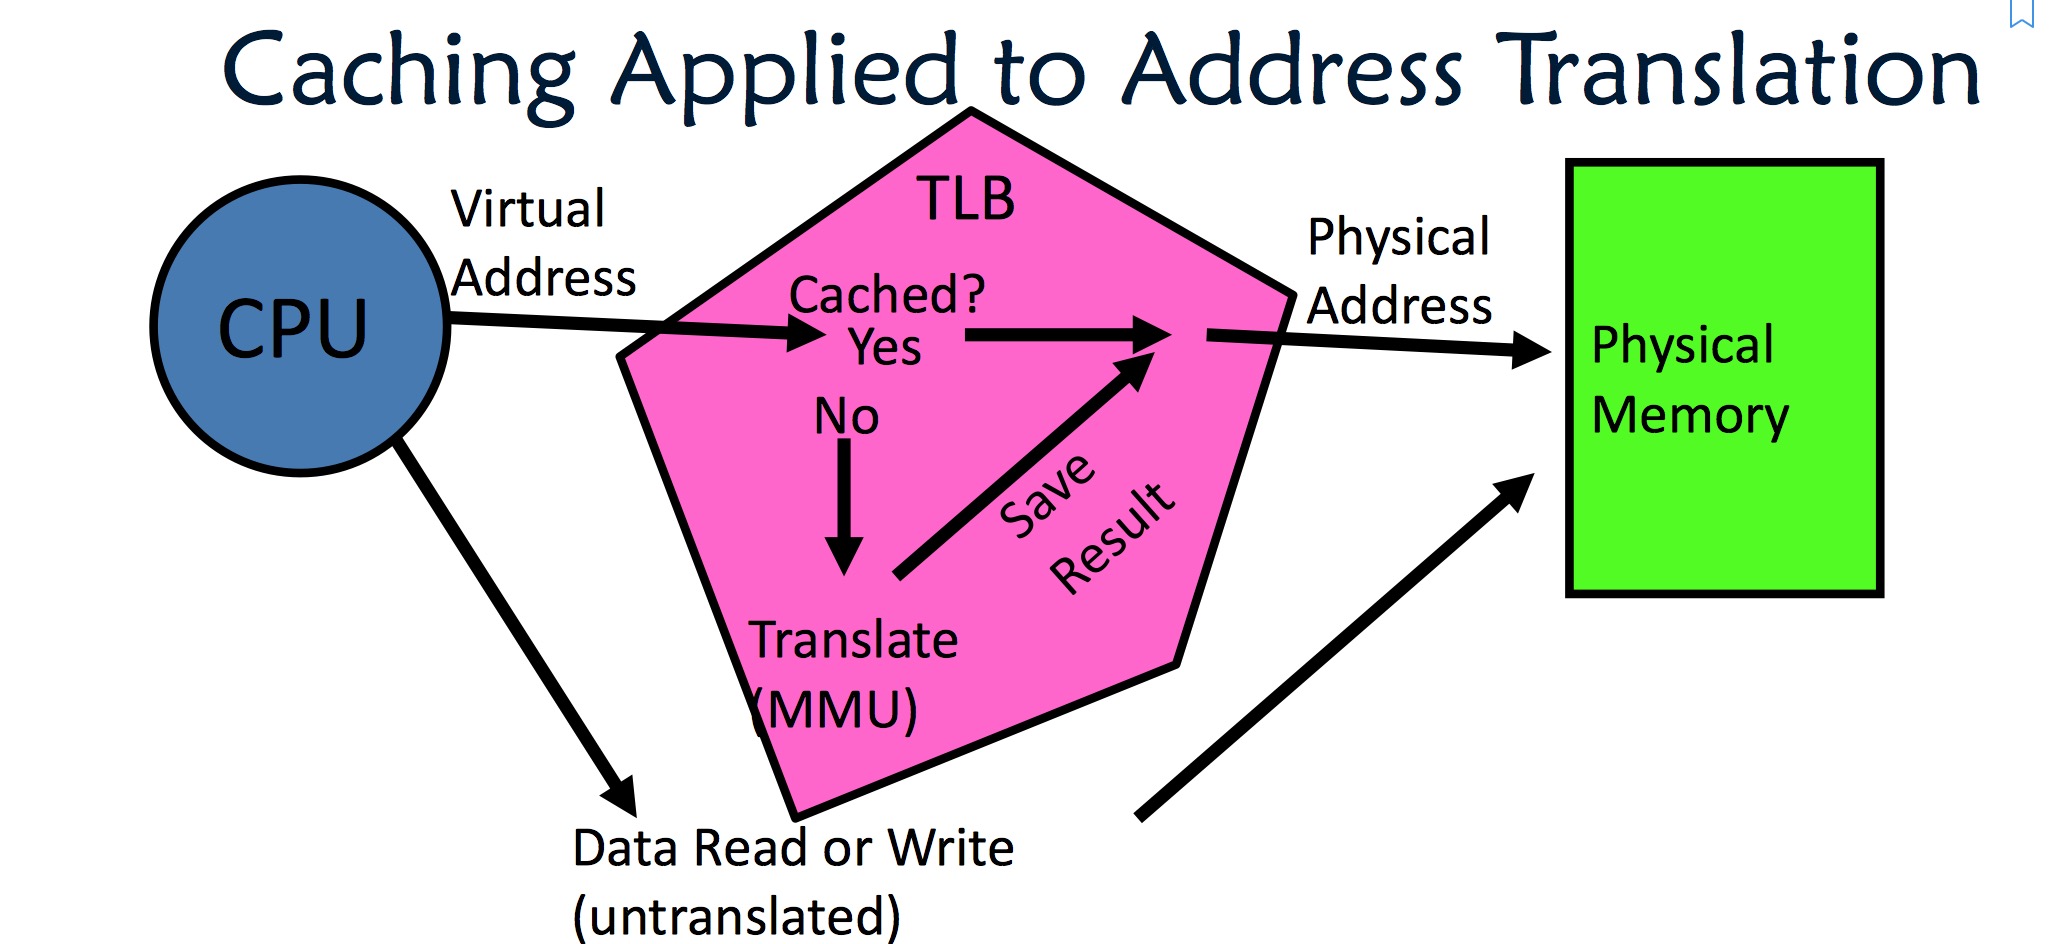 Caching Applied to Address Translation
CPU
Virtual
Address
TLB
Cached?
Yes
No
Save
Result
Translate
(MMU)
Physical
Address
Physical
Memory
Data Read or Write
(untranslated)